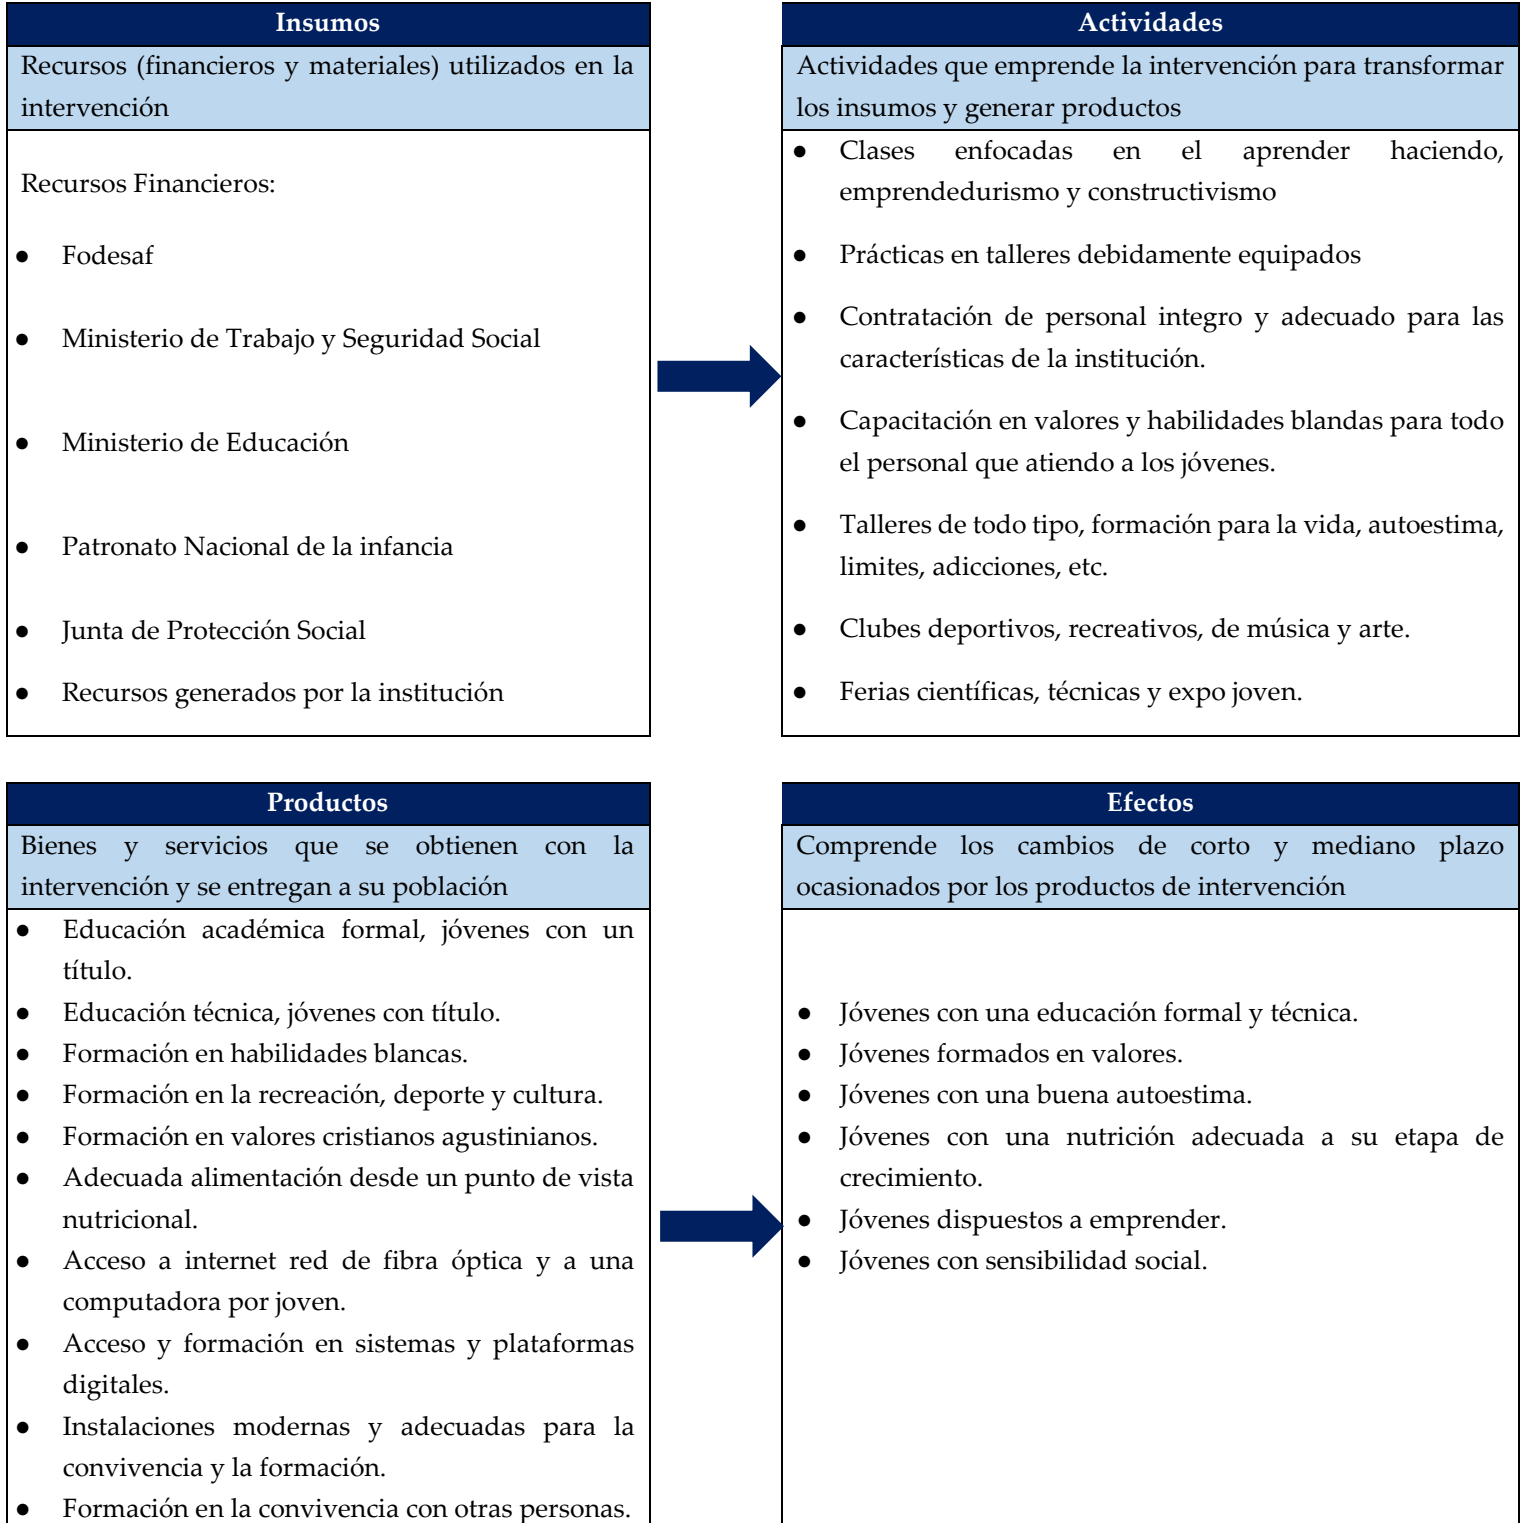 Insumos
Recursos (financieros y materiales) utilizados en la
intervención
Recursos Financieros:
● Fodesaf
● Ministerio de Trabajo y Seguridad Social
● Ministerio de Educación
● Patronato Nacional de la infancia
● Junta de Protección Social
● Recursos generados por la institución
Actividades
Actividades que emprende la intervención para transformar
los insumos y generar productos
● Clases enfocadas en el aprender haciendo,
emprendedurismo y constructivismo
● Prácticas en talleres debidamente equipados
● Contratación de personal integro y adecuado para las
características de la institución.
● Capacitación en valores y habilidades blandas para todo
el personal que atiendo a los jóvenes.
● Talleres de todo tipo, formación para la vida, autoestima,
limites, adicciones, etc.
● Clubes deportivos, recreativos, de música y arte.
● Ferias científicas, técnicas y expo joven.
Productos
Bienes y servicios que se obtienen con la
intervención y se entregan a su población
● Educación académica formal, jóvenes con un
título.
● Educación técnica, jóvenes con título.
● Formación en habilidades blancas.
● Formación en la recreación, deporte y cultura.
● Formación en valores cristianos agustinianos.
● Adecuada alimentación desde un punto de vista
nutricional.
● Acceso a internet red de fibra óptica y a una
computadora por joven.
● Acceso y formación en sistemas y plataformas
digitales.
● Instalaciones modernas y adecuadas para la
convivencia y la formación.
● Formación en la convivencia con otras personas.
Efectos
Comprende los cambios de corto y mediano plazo
ocasionados por los productos de intervención
● Jóvenes con una educación formal y técnica.
● Jóvenes formados en valores.
● Jóvenes con una buena autoestima.
● Jóvenes con una nutrición adecuada a su etapa de
crecimiento.
● Jóvenes dispuestos a emprender.
● Jóvenes con sensibilidad social.